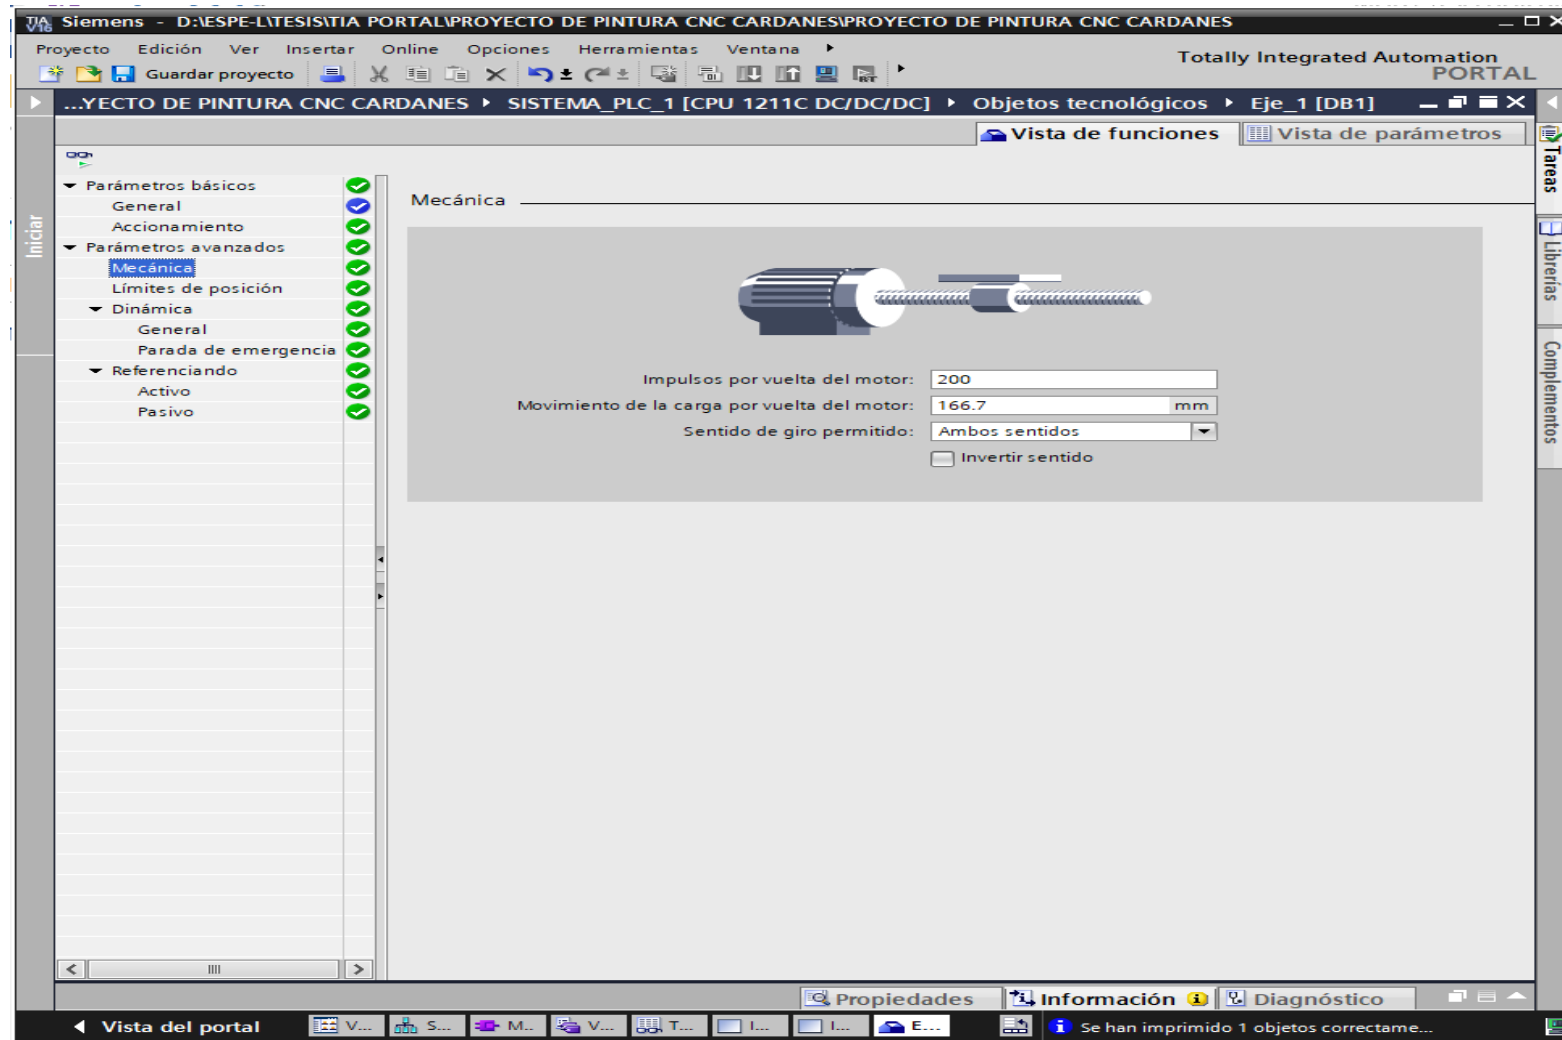 TIA V16 Siemens - D:\ESPE-L\TESIS\TIA PORTAL\PROYECTO DE PINTURA CNC CARDANES\PROYECTO DE PINTURA CNC CARDANES
Proyecto Edición Ver Insertar Online Opciones Herramientas Ventana
Totally Integrated Automation
PORTAL
Guardar proyecto
...YECTO DE PINTURA CNC CARDANES SISTEMA_PLC_1 [CPU 1211C DC/DC/DC] Objetos tecnológicos Eje_1 [DB1]
Vista de funciones Vista de parámetros
Iniciar
Parámetros básicos
General
Accionamiento
Parámetros avanzados
Mecánica
Límites de posición
Dinámica
General
Parada de emergencia
Referenciando
Activo
Pasivo
Mecánica
Impulsos por vuelta del motor: 200
Movimiento de la carga por vuelta del motor: 166.7 mm
Sentido de giro permitido: Ambos sentidos
Invertir sentido
Tareas
Librerías
Complementos
Propiedades Información Diagnóstico
Vista del portal V... S... M... V... T... I... I... E... Se han imprimido 1 objetos correctame...